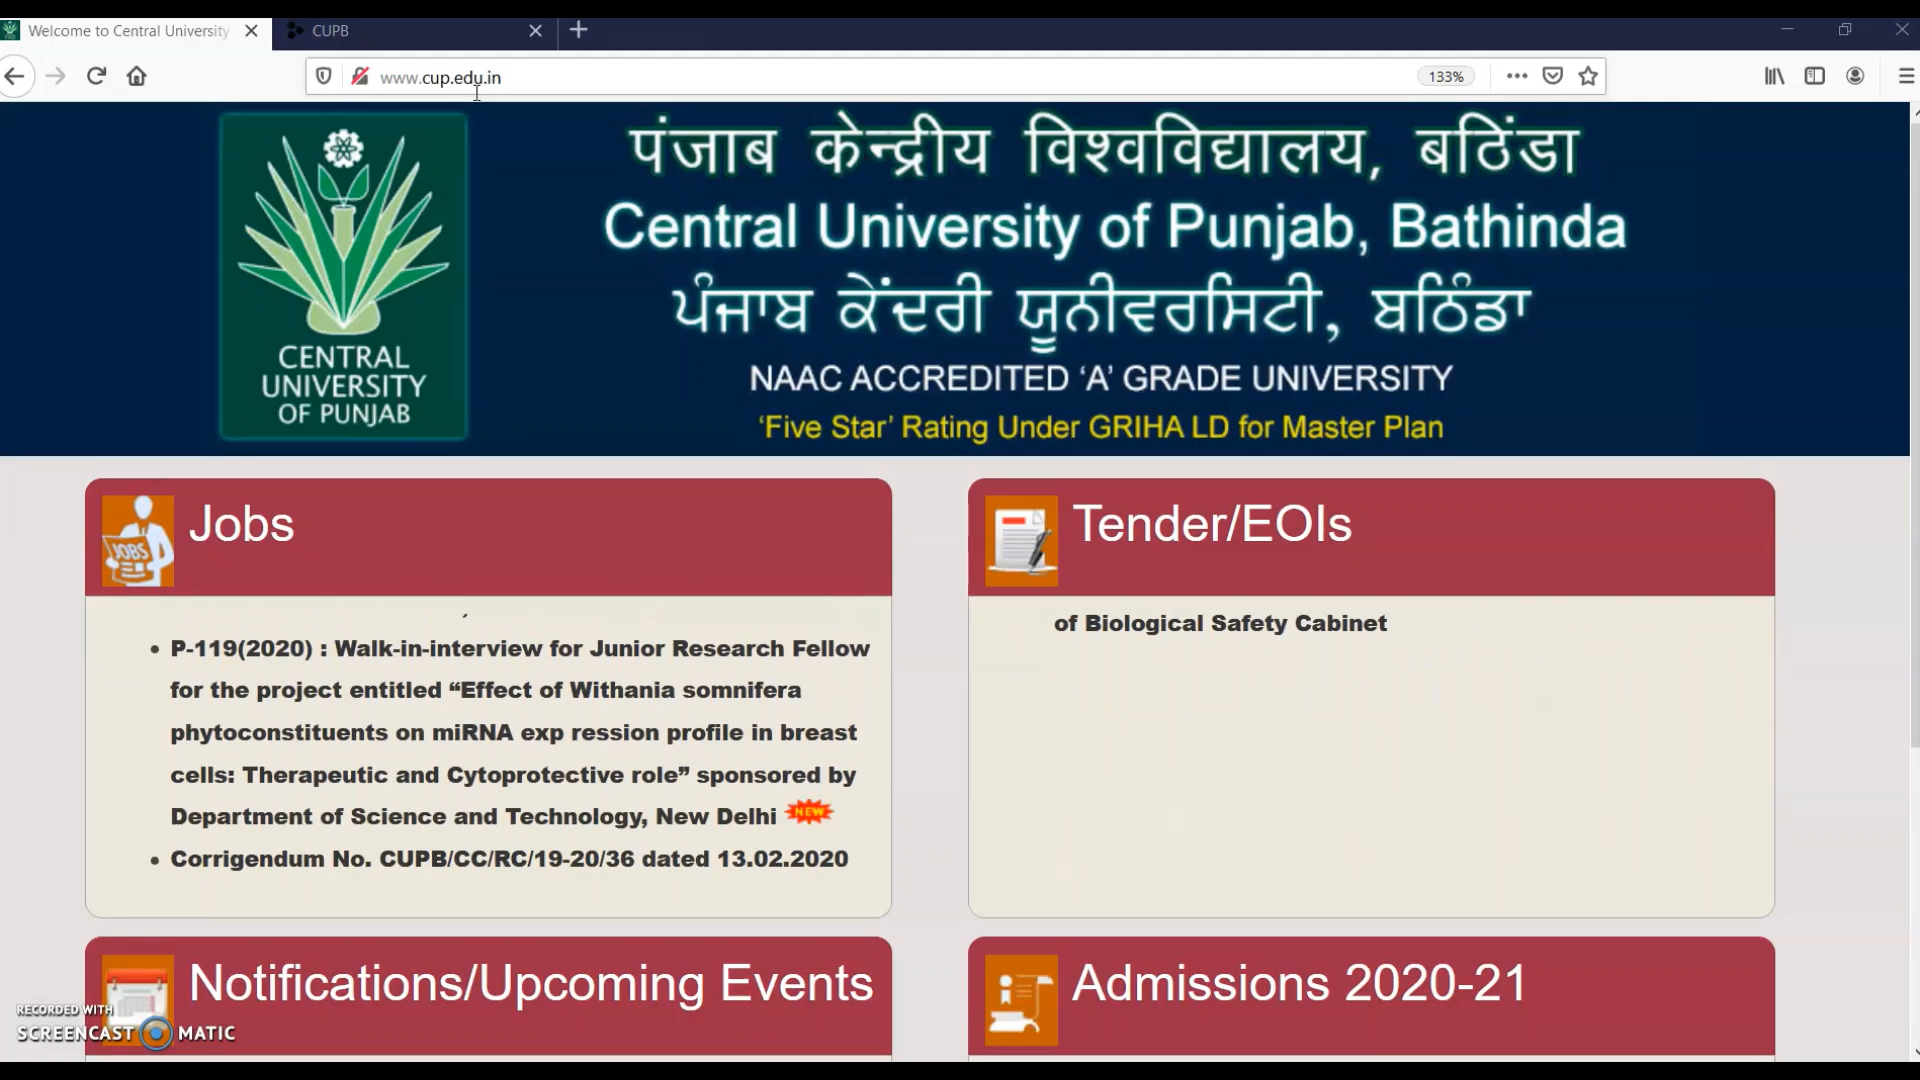 Welcome to Central University
CUPB
www.cup.edu.in
133%
पंजाब केन्द्रीय विश्वविद्यालय, बठिंडा
Central University of Punjab, Bathinda
ਪੰਜਾਬ ਕੇਂਦਰੀ ਯੂਨੀਵਰਸਿਟੀ, ਬਠਿੰਡਾ
NAAC ACCREDITED ‘A’ GRADE UNIVERSITY
‘Five Star’ Rating Under GRIHA LD for Master Plan
CENTRAL
UNIVERSITY
OF PUNJAB
JOBS
Jobs
P-119(2020) : Walk-in-interview for Junior Research Fellow
for the project entitled “Effect of Withania somnifera
phytoconstituents on miRNA exp ression profile in breast
cells: Therapeutic and Cytoprotective role” sponsored by
Department of Science and Technology, New Delhi NEW
Corrigendum No. CUPB/CC/RC/19-20/36 dated 13.02.2020
Tender/EOIs
of Biological Safety Cabinet
Notifications/Upcoming Events
Admissions 2020-21
RECORDED WITH
SCREENCAST MATIC